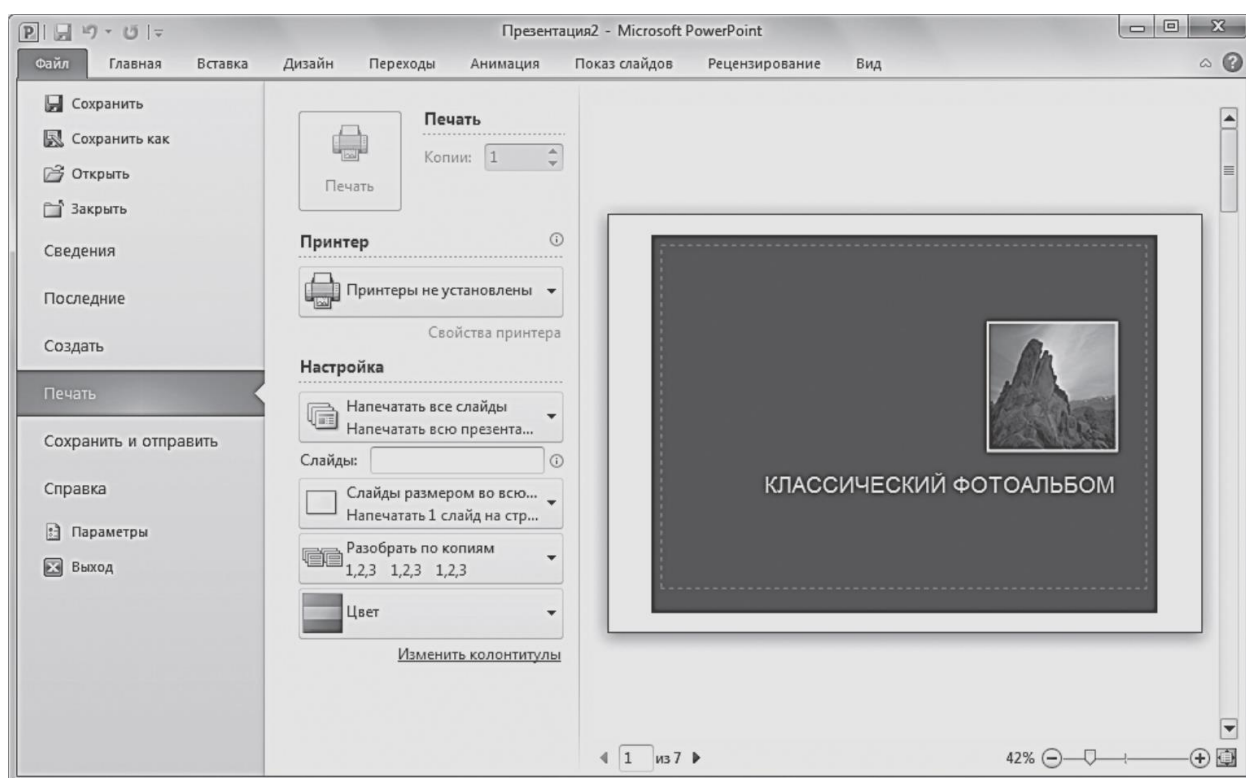 Презентация2 - Microsoft PowerPoint
Файл Главная Вставка Дизайн Переходы Анимация Показ слайдов Рецензирование Вид
Сохранить
Сохранить как
Открыть
Закрыть
Сведения
Последние
Создать
Печать
Сохранить и отправить
Справка
Параметры
Выход
Печать
Печать
Копии: 1
Принтер
Принтеры не установлены
Свойства принтера
Настройка
Напечатать все слайды
Напечатать всю презента...
Слайды:
Слайды размером во всю...
Напечатать 1 слайд на стр...
Разобрать по копиям
1,2,3 1,2,3 1,2,3
Цвет
Изменить колонтитулы
КЛАССИЧЕСКИЙ ФОТОАЛЬБОМ
1 из 7
42%